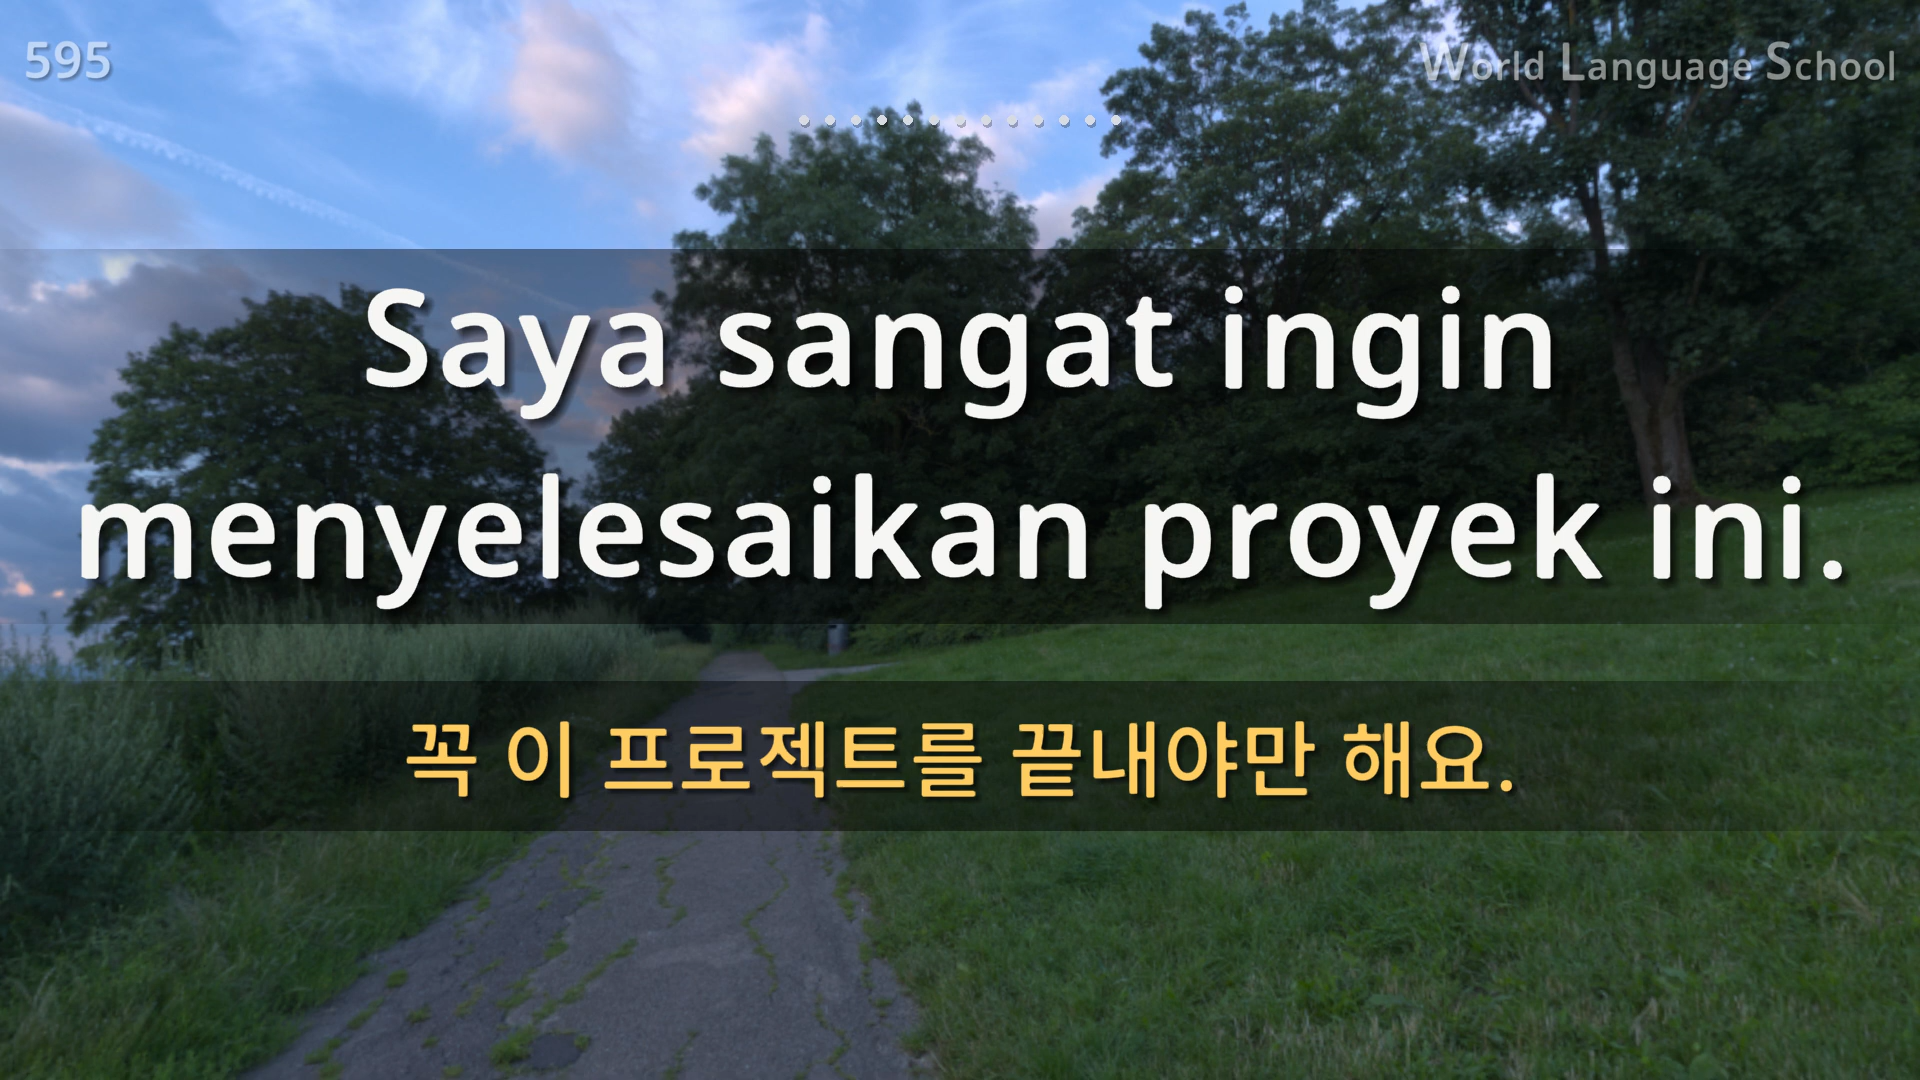 595
World Language School
Saya sangat ingin
menyelesaikan proyek ini.
꼭 이 프로젝트를 끝내야만 해요.